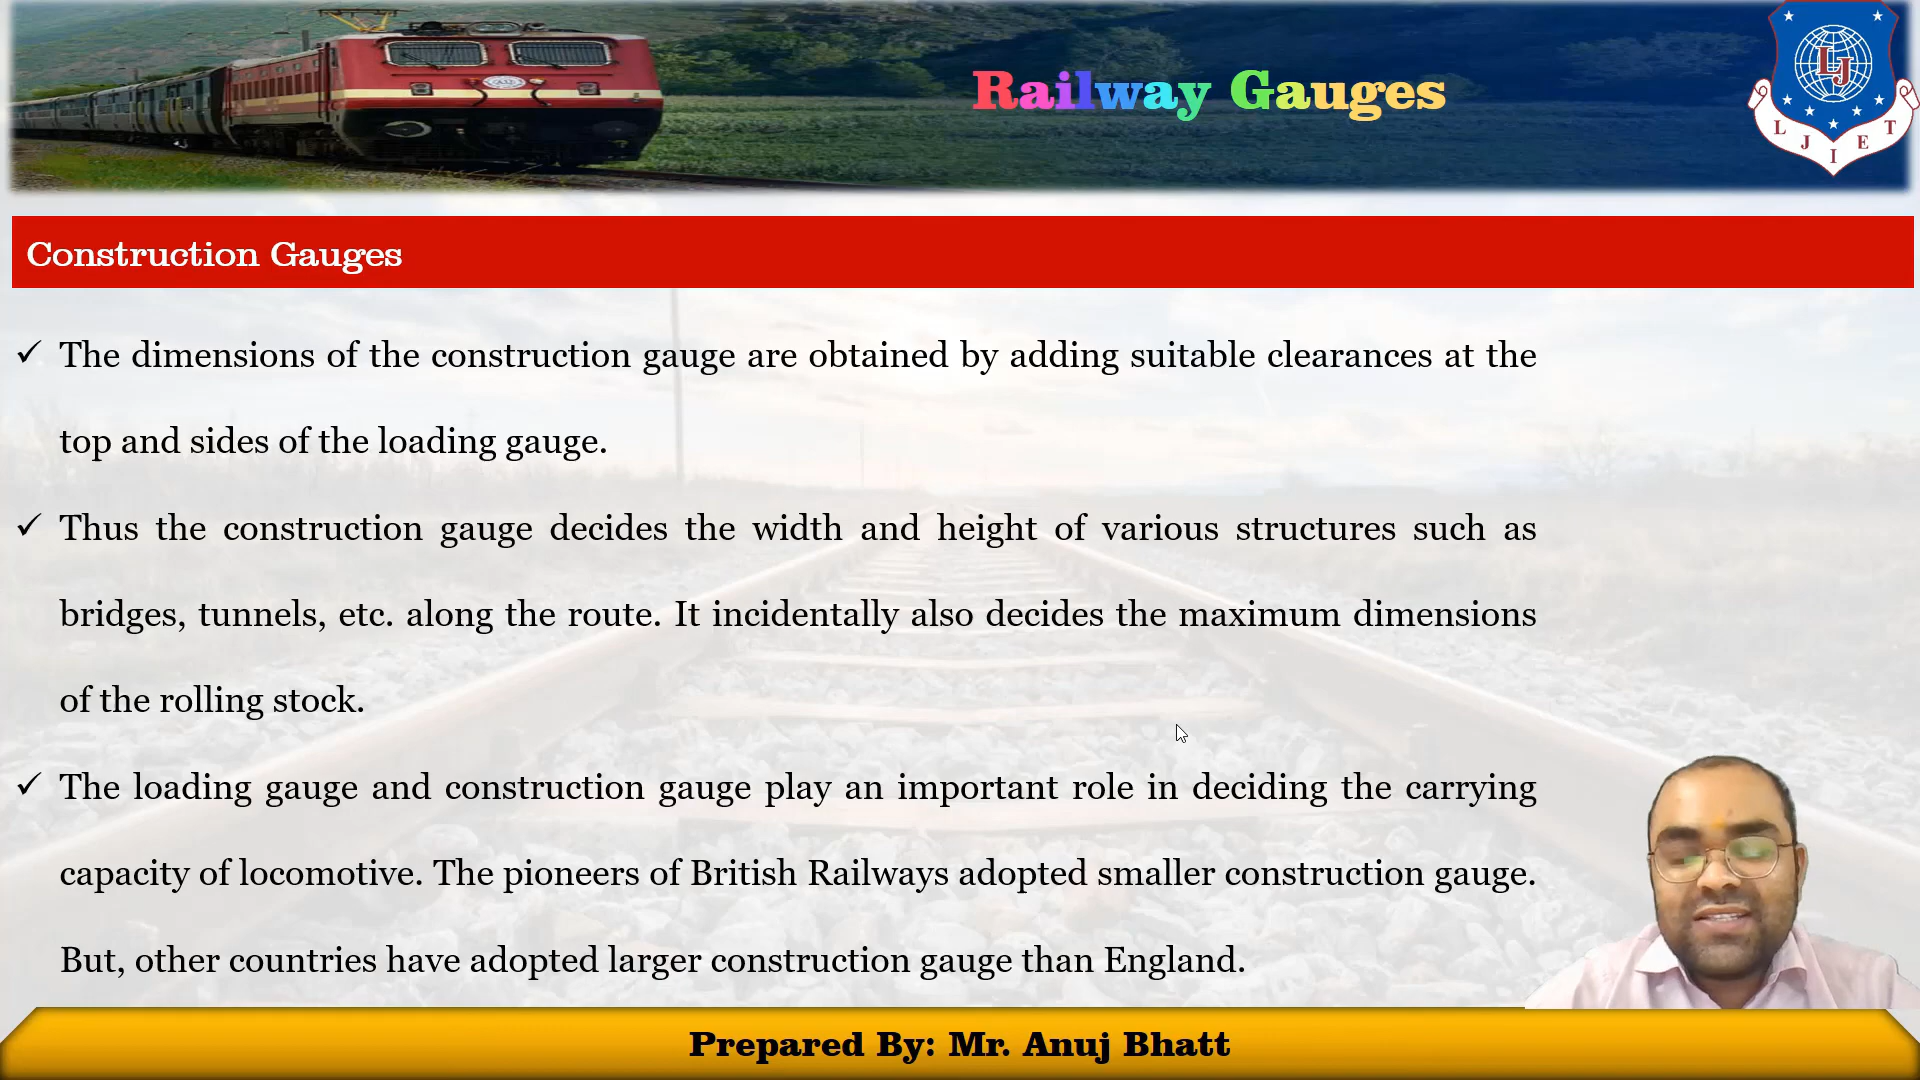 Railway Gauges
LJ
L J I E T
Construction Gauges
✓ The dimensions of the construction gauge are obtained by adding suitable clearances at the
top and sides of the loading gauge.
✓ Thus the construction gauge decides the width and height of various structures such as
bridges, tunnels, etc. along the route. It incidentally also decides the maximum dimensions
of the rolling stock.
✓ The loading gauge and construction gauge play an important role in deciding the carrying
capacity of locomotive. The pioneers of British Railways adopted smaller construction gauge.
But, other countries have adopted larger construction gauge than England.
Prepared By: Mr. Anuj Bhatt